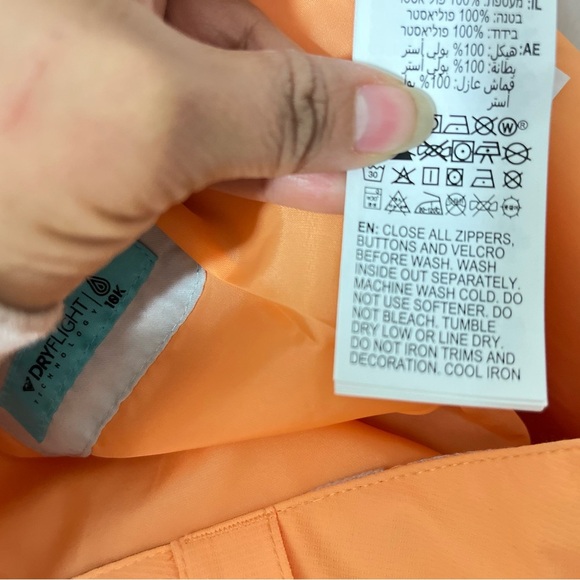 IL:
בטנה: 100% פוליאסטר
בידוד: 100% פוליאסטר
AE: هيكل: 100% بولي أستر
بطانة: 100% بولي أستر
قماش عازل: 100% بولي
أستر
W®
30
EN: CLOSE ALL ZIPPERS,
BUTTONS AND VELCRO
BEFORE WASH. WASH
INSIDE OUT SEPARATELY.
MACHINE WASH COLD. DO
NOT USE SOFTENER. DO
NOT BLEACH. TUMBLE
DRY LOW OR LINE DRY.
DO NOT IRON TRIMS AND
DECORATION. COOL IRON
DRYFLIGHT
TECHNOLOGY
10K